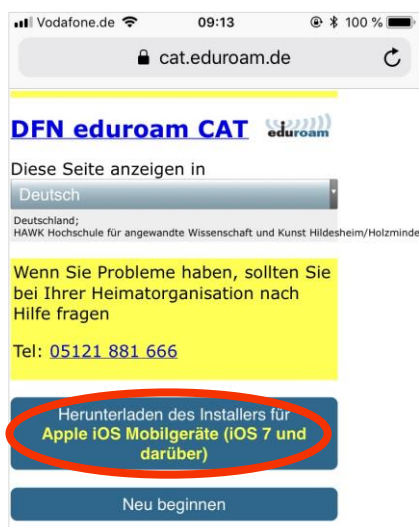 Vodafone.de 09:13 100 %
cat.eduroam.de
DFN eduroam CAT eduroam
Diese Seite anzeigen in
Deutsch
Deutschland;
HAWK Hochschule für angewandte Wissenschaft und Kunst Hildesheim/Holzminde
Wenn Sie Probleme haben, sollten Sie
bei Ihrer Heimatorganisation nach
Hilfe fragen
Tel: 05121 881 666
Herunterladen des Installers für
Apple iOS Mobilgeräte (iOS 7 und
darüber)
Neu beginnen